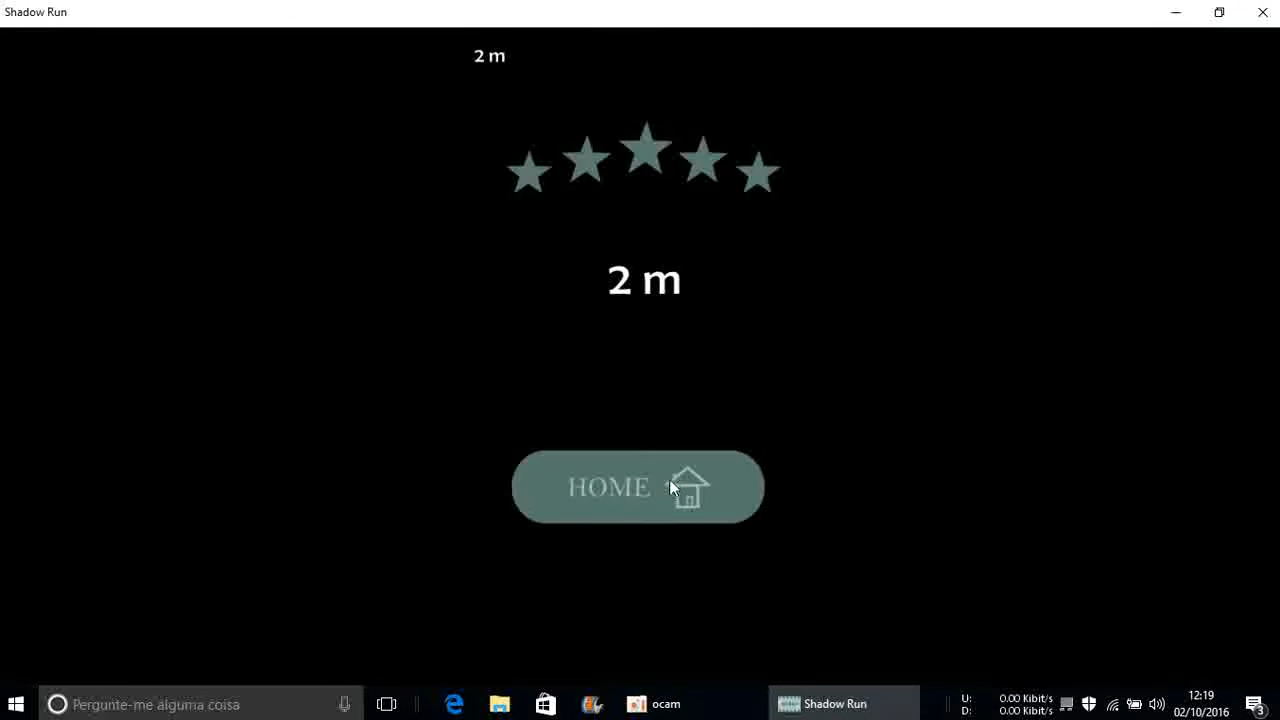 Shadow Run
2 m
2 m
HOME
Pergunte-me alguma coisa
ocam
Shadow Run
U: 0.00 Kibit/s
D: 0.00 Kibit/s
12:19
02/10/2016
3